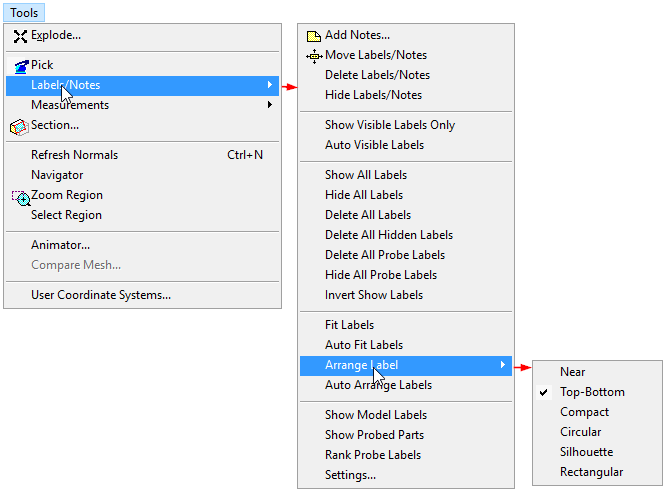 Tools
Explode...
Pick
Labels/Notes
Measurements
Section...
Refresh Normals Ctrl+N
Navigator
Zoom Region
Select Region
Animator...
Compare Mesh...
User Coordinate Systems...
Add Notes...
Move Labels/Notes
Delete Labels/Notes
Hide Labels/Notes
Show Visible Labels Only
Auto Visible Labels
Show All Labels
Hide All Labels
Delete All Labels
Delete All Hidden Labels
Delete All Probe Labels
Hide All Probe Labels
Invert Show Labels
Fit Labels
Auto Fit Labels
Arrange Label
Auto Arrange Labels
Show Model Labels
Show Probed Parts
Rank Probe Labels
Settings...
Near
Top-Bottom
Compact
Circular
Silhouette
Rectangular